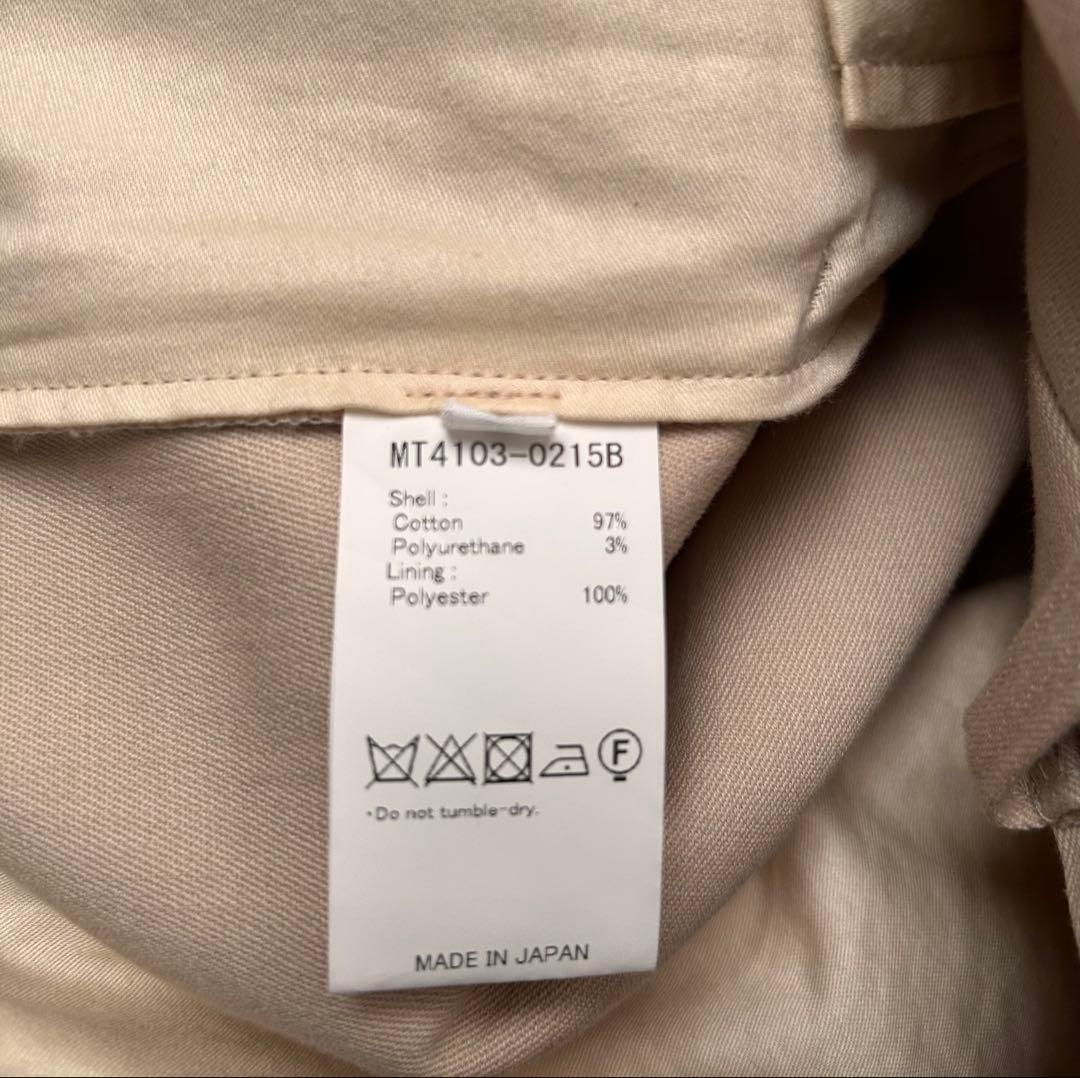 MT4103-0215B
Shell :
Cotton 97%
Polyurethane 3%
Lining :
Polyester 100%
F
・Do not tumble-dry.
MADE IN JAPAN